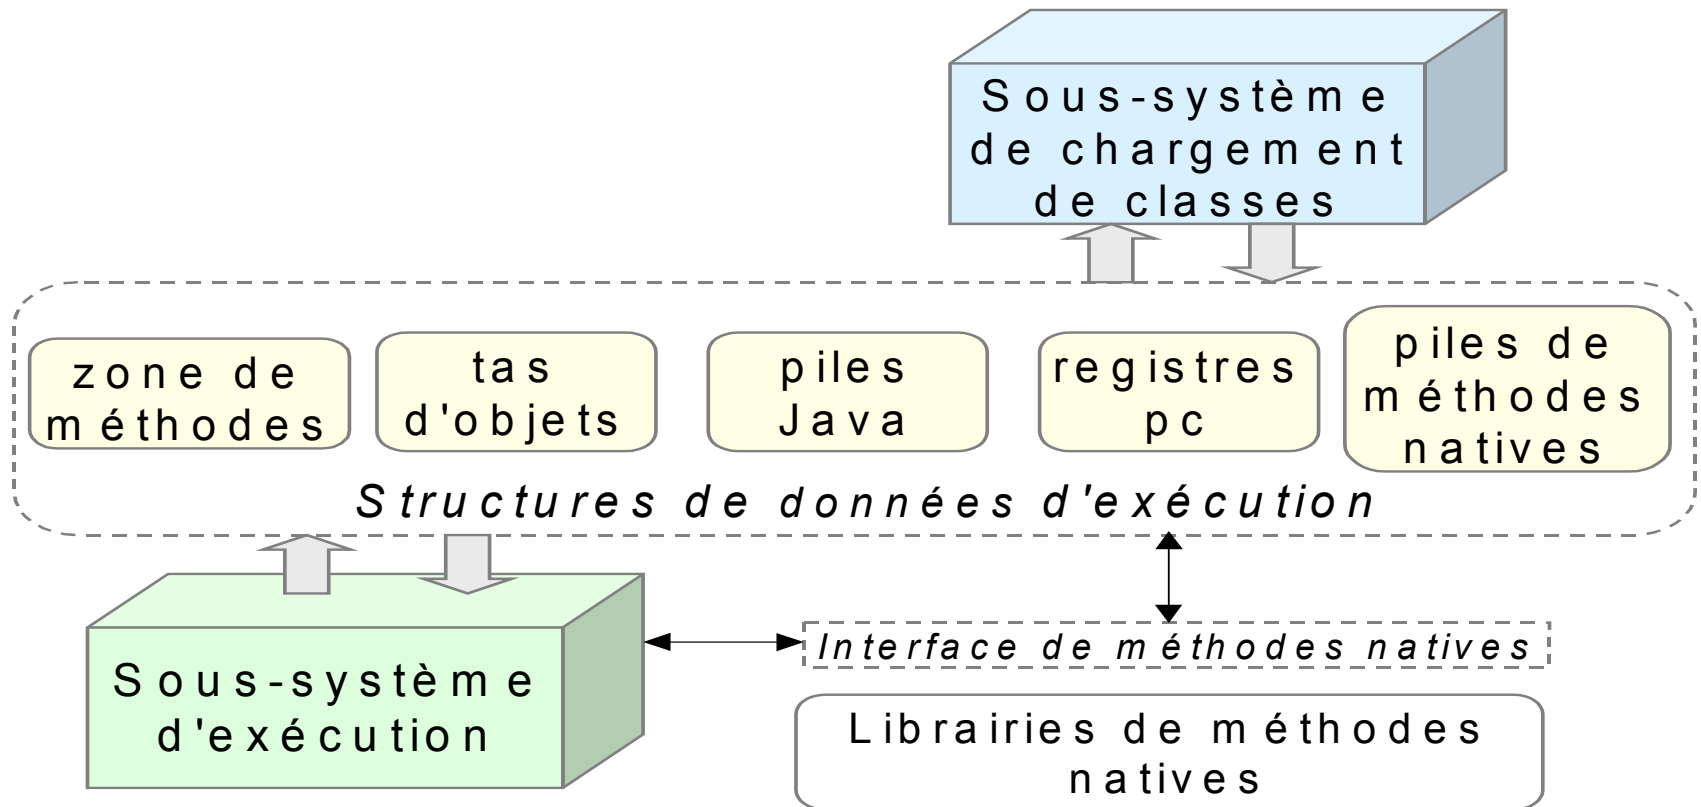 Sous-système
de chargement
de classes
zone de
méthodes
tas
d'objets
piles
Java
registres
pc
piles de
méthodes
natives
Structures de données d'exécution
Interface de méthodes natives
Sous-système
d'exécution
Librairies de méthodes
natives